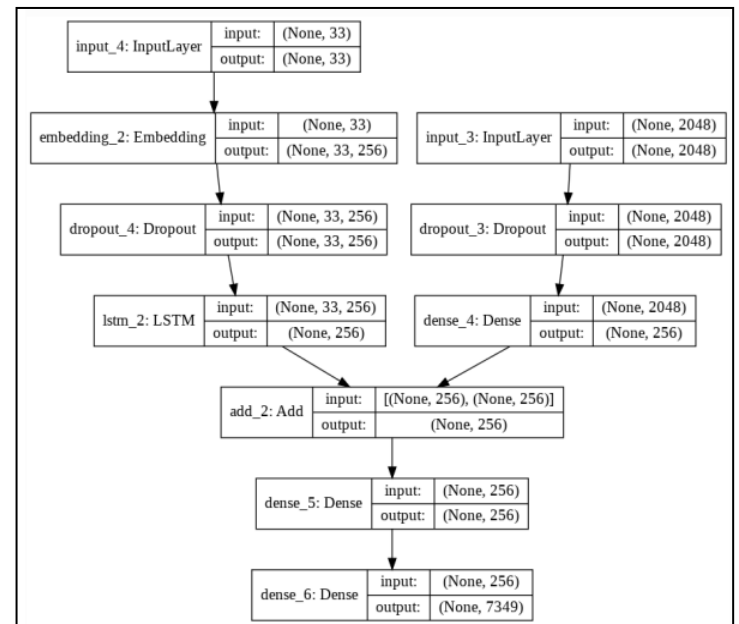 input_4: InputLayer
input: (None, 33)
output: (None, 33)
embedding_2: Embedding
input: (None, 33)
output: (None, 33, 256)
input_3: InputLayer
input: (None, 2048)
output: (None, 2048)
dropout_4: Dropout
input: (None, 33, 256)
output: (None, 33, 256)
dropout_3: Dropout
input: (None, 2048)
output: (None, 2048)
lstm_2: LSTM
input: (None, 33, 256)
output: (None, 256)
dense_4: Dense
input: (None, 2048)
output: (None, 256)
add_2: Add
input: [(None, 256), (None, 256)]
output: (None, 256)
dense_5: Dense
input: (None, 256)
output: (None, 256)
dense_6: Dense
input: (None, 256)
output: (None, 7349)